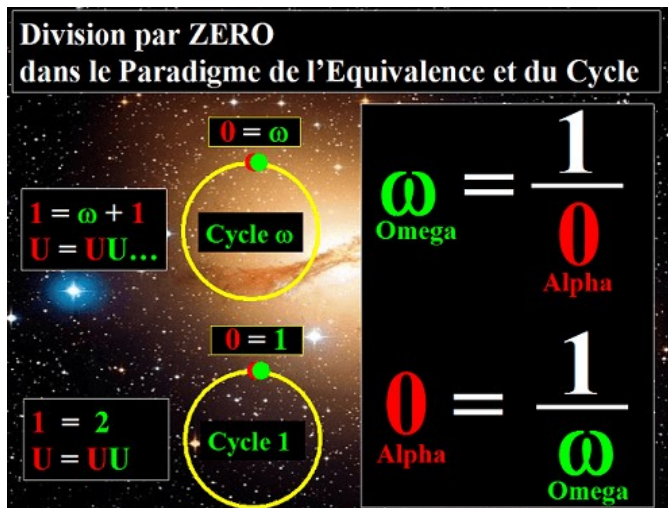 Division par ZERO
dans le Paradigme de l'Equivalence et du Cycle
0 = ω
1 = ω + 1
U = UU...
Cycle ω
0 = 1
1 = 2
U = UU
Cycle 1
ω = 1
0
Omega
Alpha
0 = 1
ω
Alpha
Omega